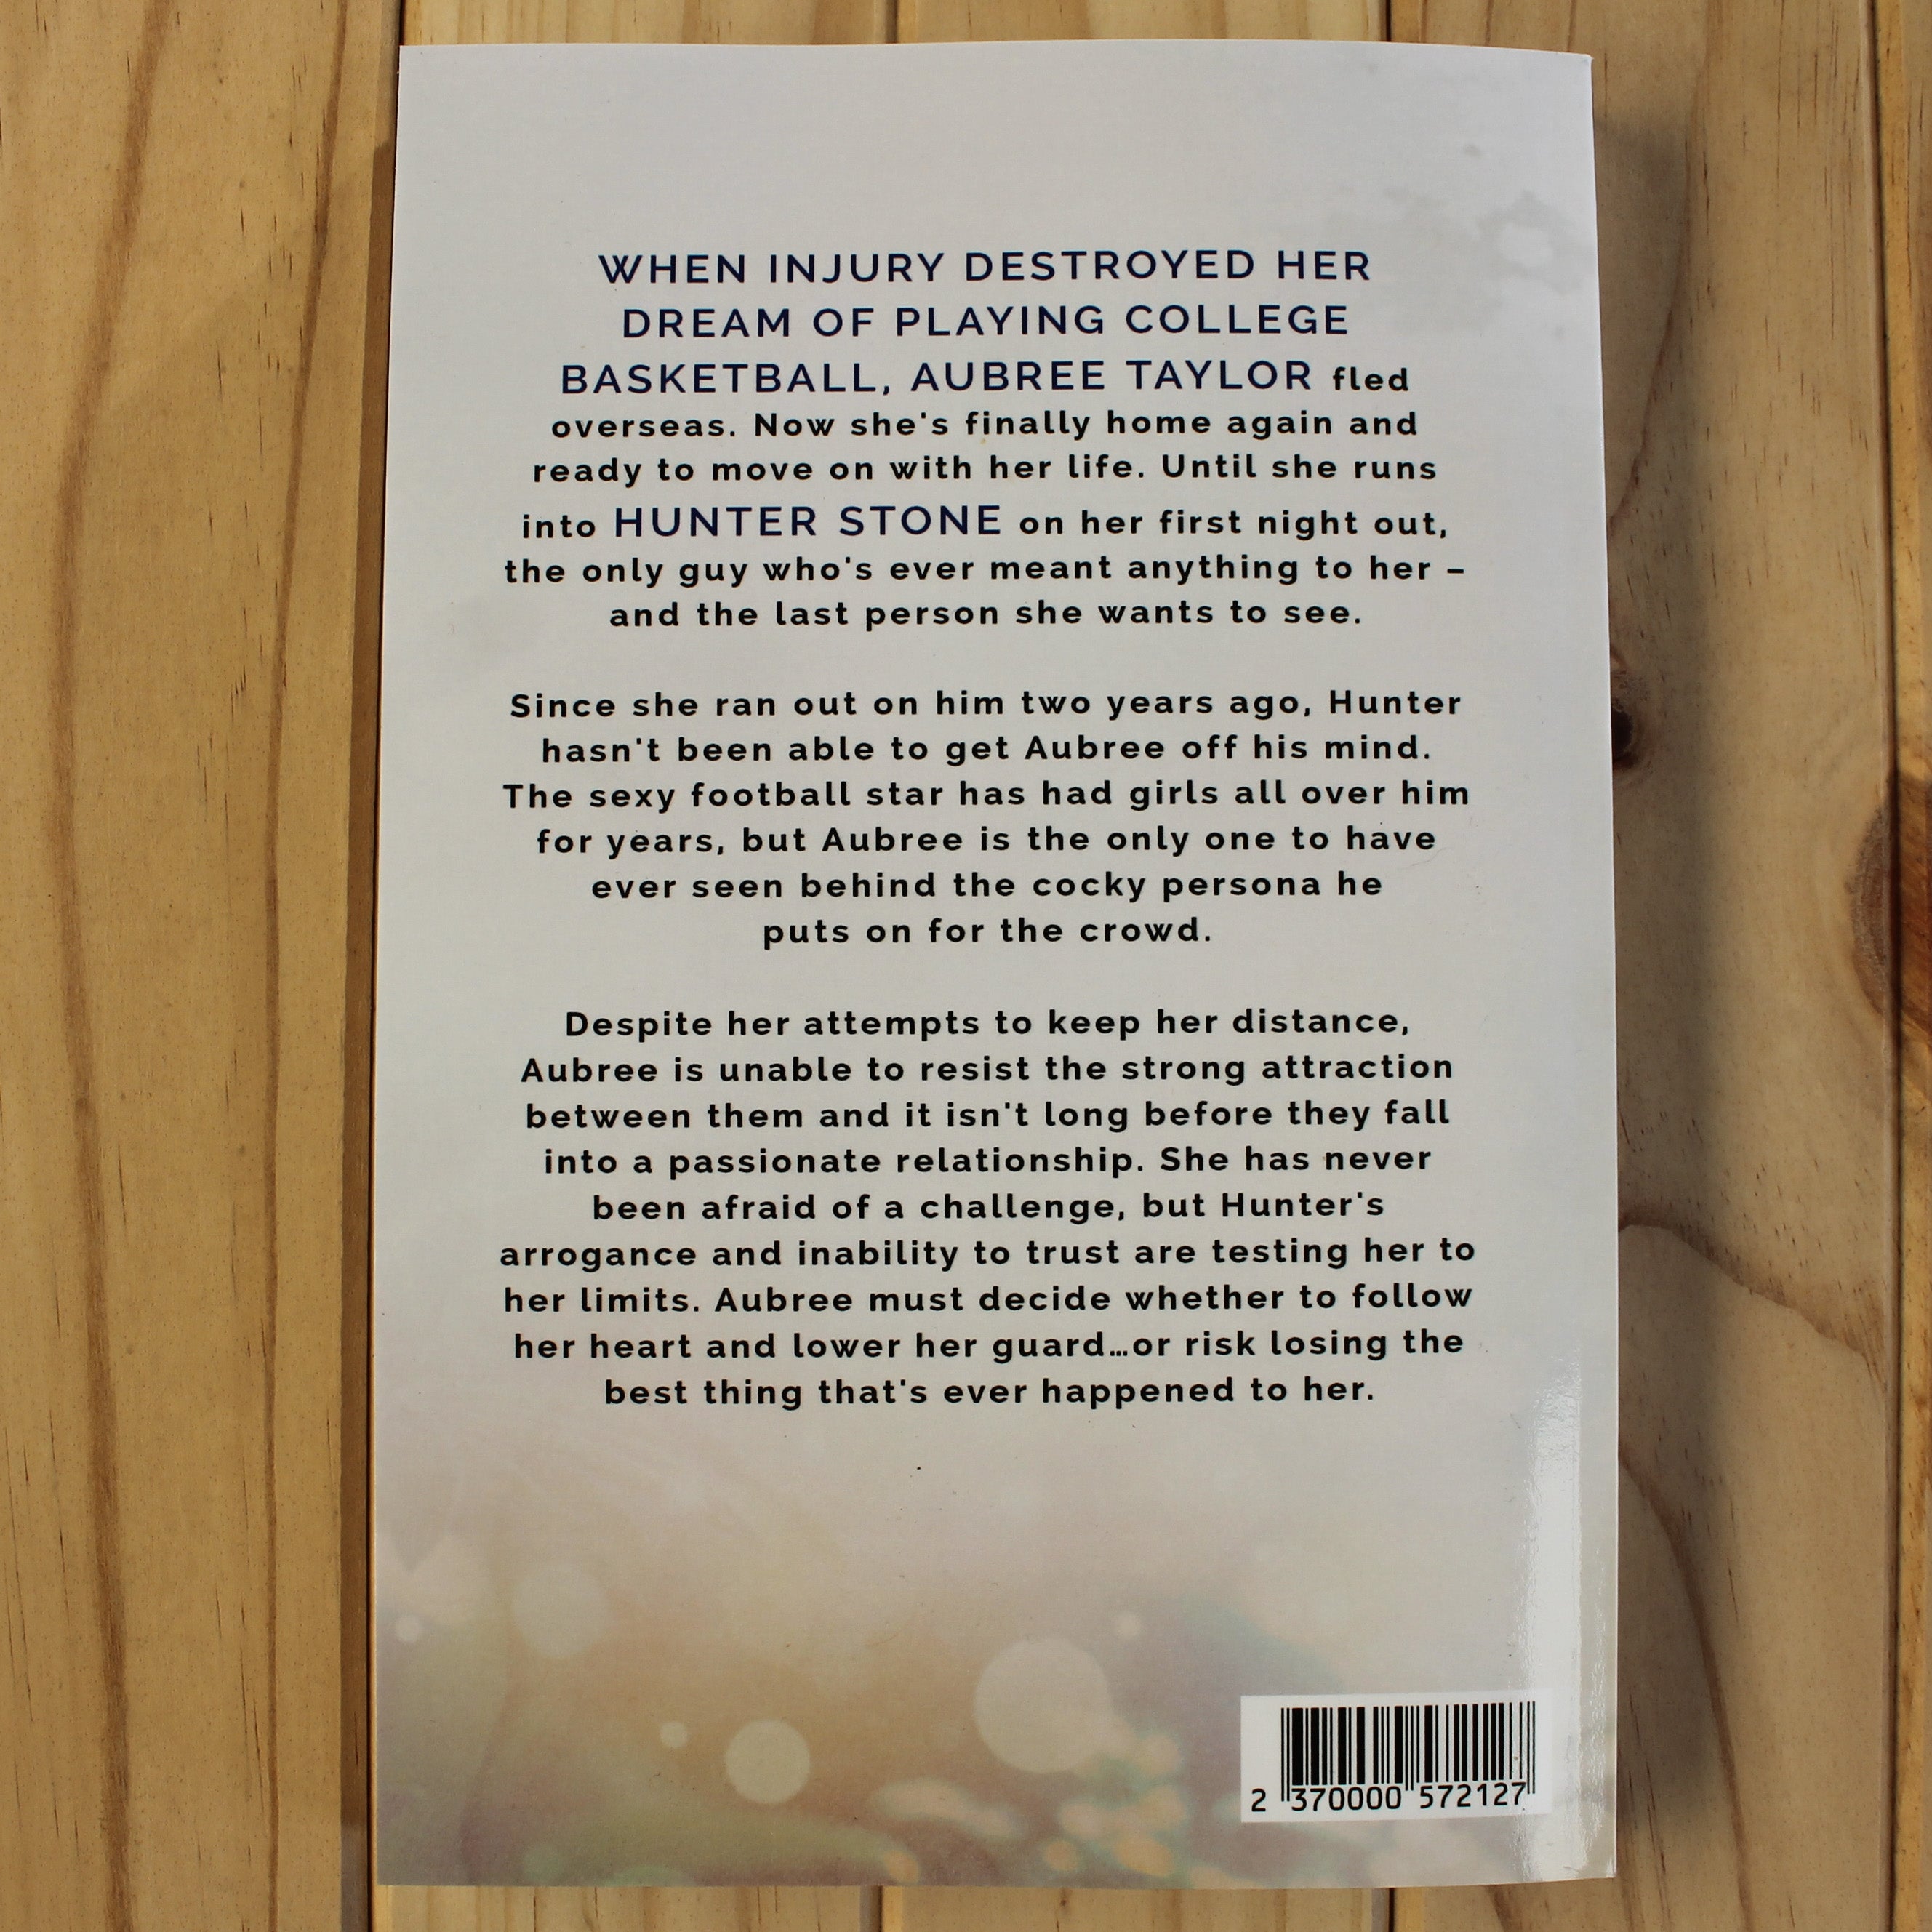 WHEN INJURY DESTROYED HER
DREAM OF PLAYING COLLEGE
BASKETBALL, AUBREE TAYLOR fled
overseas. Now she's finally home again and
ready to move on with her life. Until she runs
into HUNTER STONE on her first night out,
the only guy who's ever meant anything to her –
and the last person she wants to see.
Since she ran out on him two years ago, Hunter
hasn't been able to get Aubree off his mind.
The sexy football star has had girls all over him
for years, but Aubree is the only one to have
ever seen behind the cocky persona he
puts on for the crowd.
Despite her attempts to keep her distance,
Aubree is unable to resist the strong attraction
between them and it isn't long before they fall
into a passionate relationship. She has never
been afraid of a challenge, but Hunter's
arrogance and inability to trust are testing her to
her limits. Aubree must decide whether to follow
her heart and lower her guard…or risk losing the
best thing that's ever happened to her.
2 370000 572127